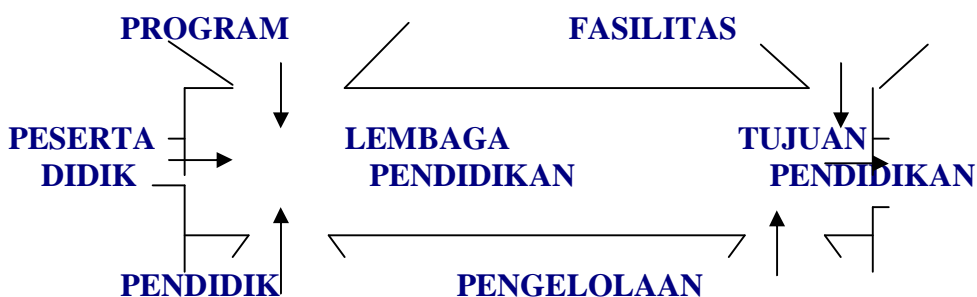 PROGRAM FASILITAS
PESERTA LEMBAGA TUJUAN
DIDIK PENDIDIKAN PENDIDIKAN
PENDIDIK PENGELOLAAN